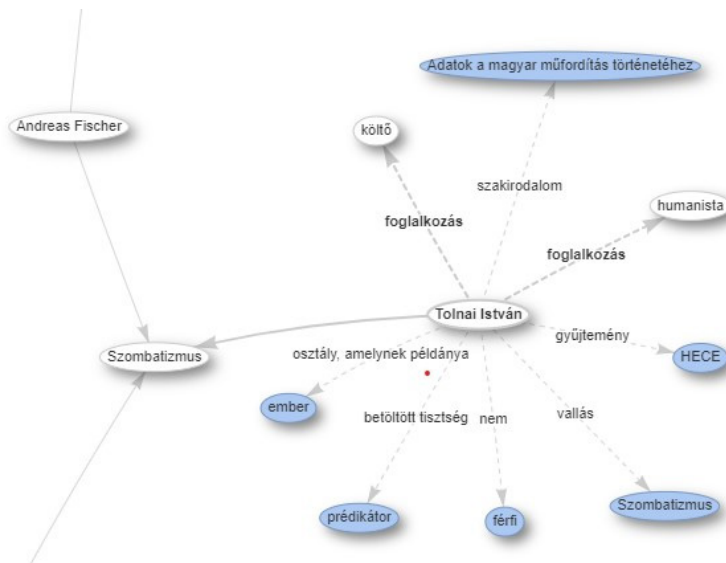 Adatok a magyar műfordítás történetéhez
Andreas Fischer
költő
szakirodalom
humanista
foglalkozás
foglalkozás
Tolnai István
gyűjtemény
Szombatizmus
osztály, amelynek példánya
HECE
ember
betöltött tisztség
nem
vallás
prédikátor
férfi
Szombatizmus